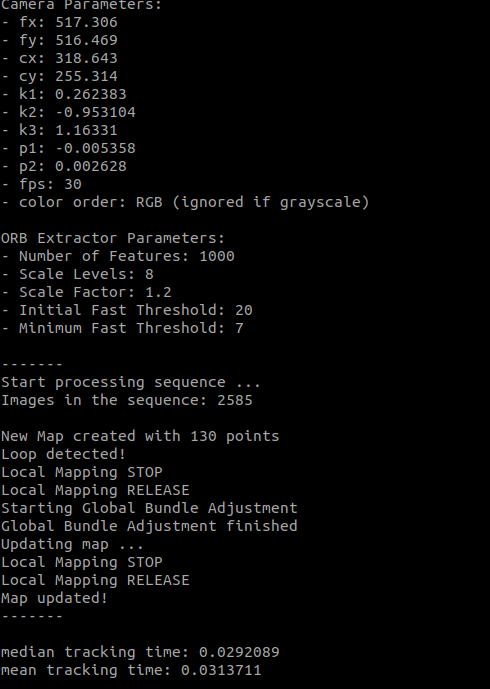 Camera Parameters:
- fx: 517.306
- fy: 516.469
- cx: 318.643
- cy: 255.314
- k1: 0.262383
- k2: -0.953104
- k3: 1.16331
- p1: -0.005358
- p2: 0.002628
- fps: 30
- color order: RGB (ignored if grayscale)

ORB Extractor Parameters:
- Number of Features: 1000
- Scale Levels: 8
- Scale Factor: 1.2
- Initial Fast Threshold: 20
- Minimum Fast Threshold: 7

-------
Start processing sequence ...
Images in the sequence: 2585

New Map created with 130 points
Loop detected!
Local Mapping STOP
Local Mapping RELEASE
Starting Global Bundle Adjustment
Global Bundle Adjustment finished
Updating map ...
Local Mapping STOP
Local Mapping RELEASE
Map updated!
-------

median tracking time: 0.0292089
mean tracking time: 0.0313711